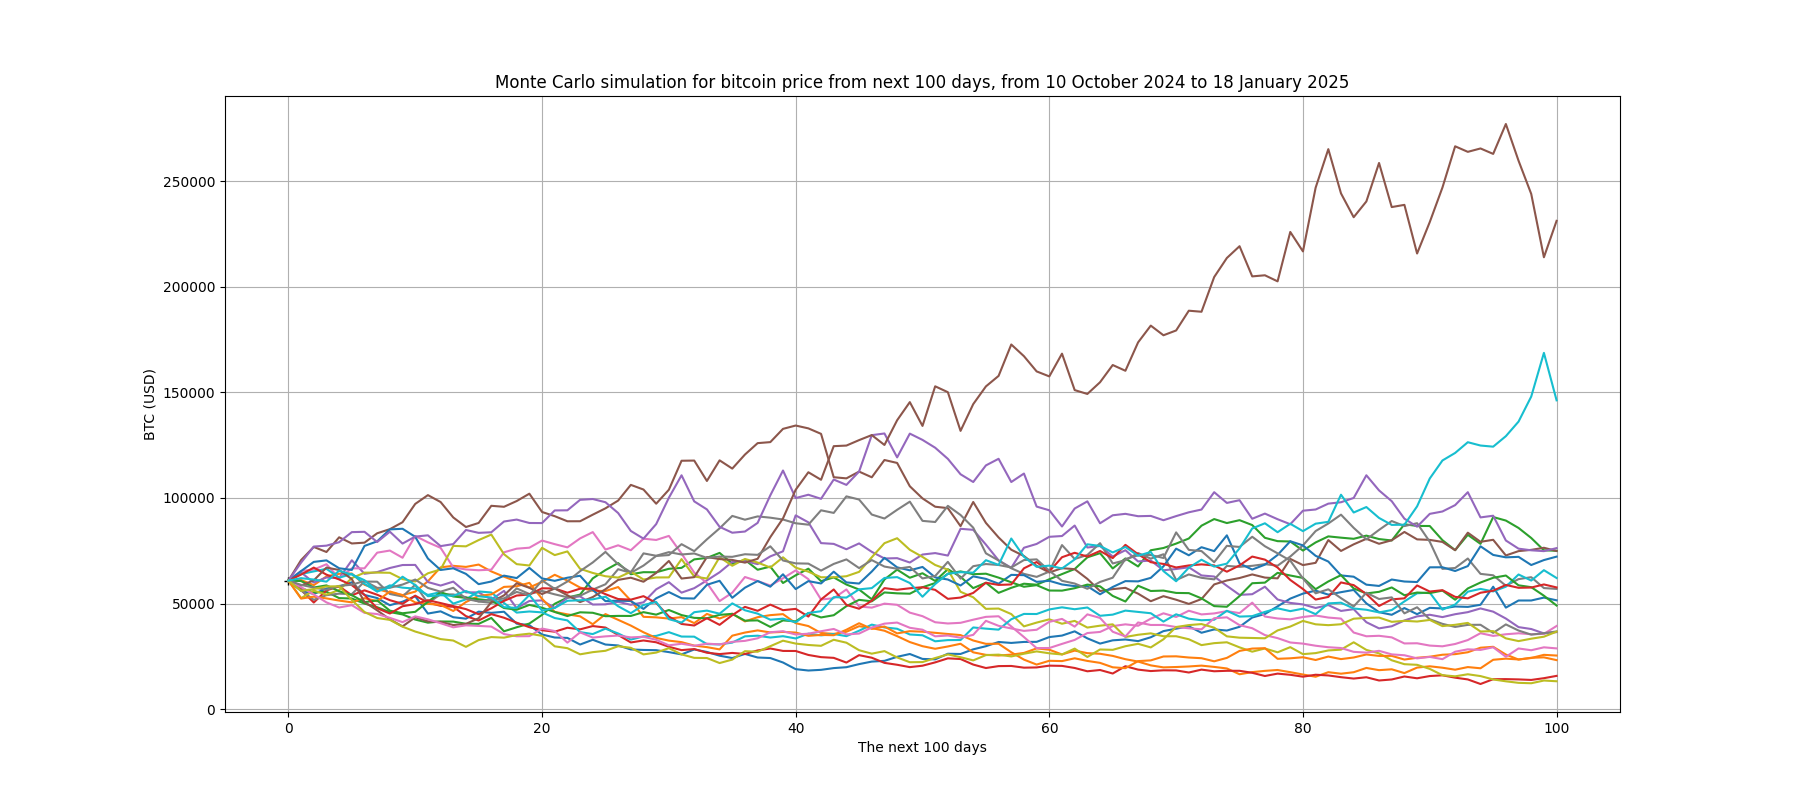 Monte Carlo simulation for bitcoin price from next 100 days, from 10 October 2024 to 18 January 2025
BTC (USD)
250000
200000
150000
100000
50000
0
0 20 40 60 80 100
The next 100 days